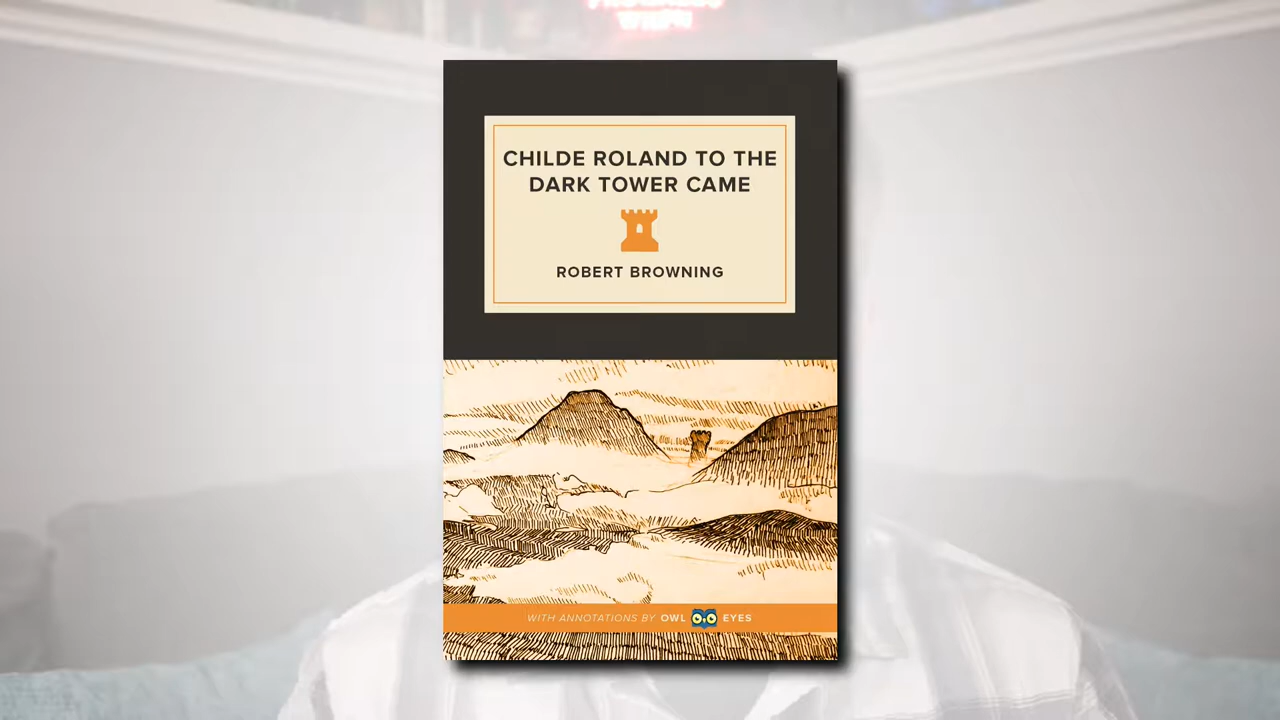 CHILDE ROLAND TO THE
DARK TOWER CAME
ROBERT BROWNING
WITH ANNOTATIONS BY OWL EYES